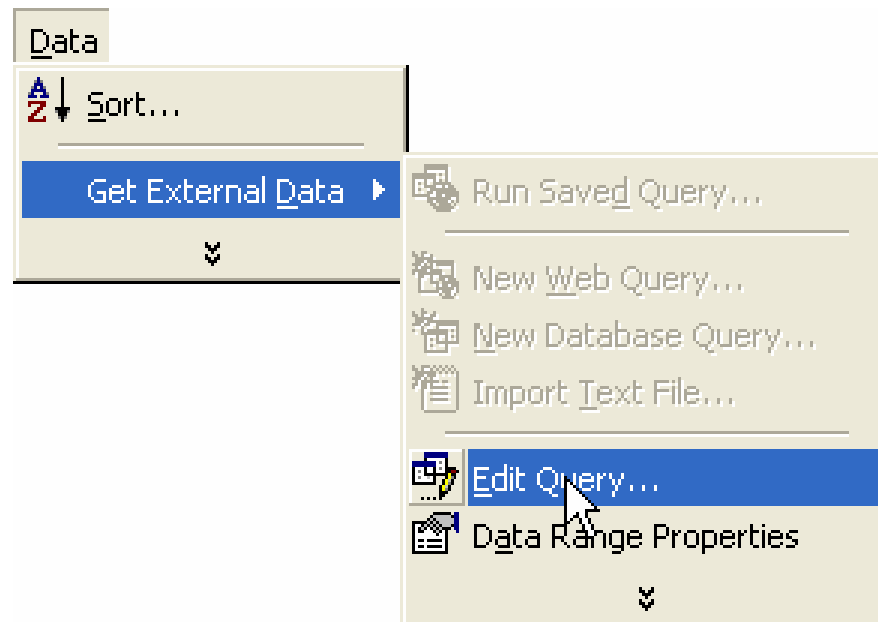 Data
Sort...
Get External Data
Run Saved Query...
New Web Query...
New Database Query...
Import Text File...
Edit Query...
Data Range Properties